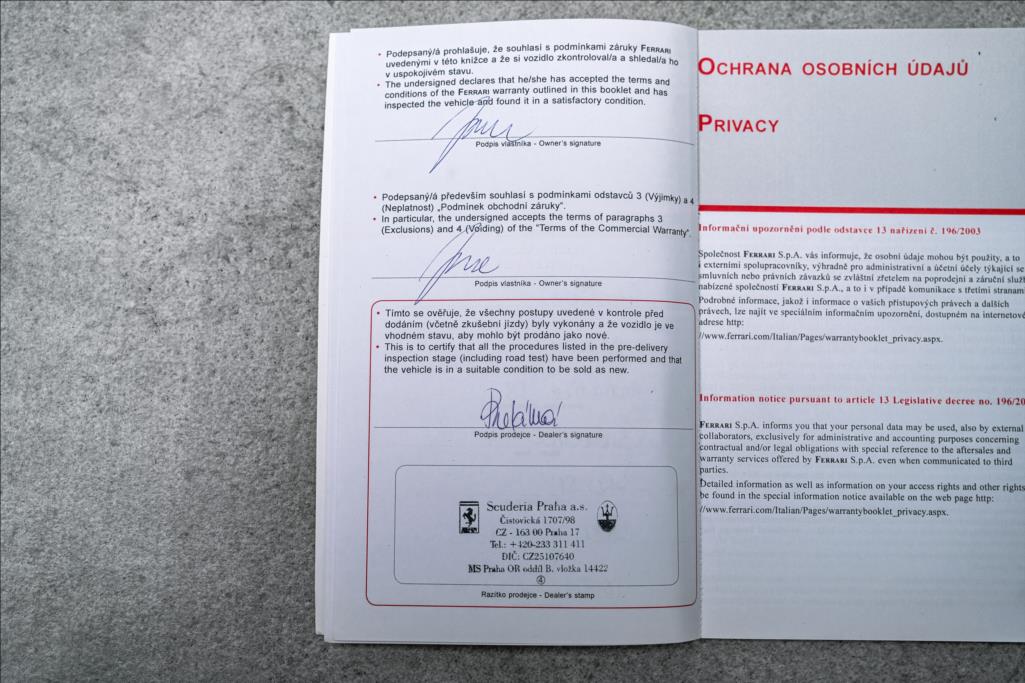 • Podepsaný/á prohlašuje, že souhlasí s podmínkami záruky FERRARI
uvedenými v této knížce a že si vozidlo zkontroloval/a a shledal/a ho
v uspokojivém stavu.
• The undersigned declares that he/she has accepted the terms and
conditions of the FERRARI warranty outlined in this booklet and has
inspected the vehicle and found it in a satisfactory condition.
Podpis vlastníka - Owner's signature
• Podepsaný/á především souhlasí s podmínkami odstavců 3 (Výjimky) a 4
(Neplatnost) „Podmínek obchodní záruky".
• In particular, the undersigned accepts the terms of paragraphs 3
(Exclusions) and 4 (Voiding) of the "Terms of the Commercial Warranty".
Podpis vlastníka - Owner's signature
• Tímto se ověřuje, že všechny postupy uvedené v kontrole před
dodáním (včetně zkušební jízdy) byly vykonány a že vozidlo je ve
vhodném stavu, aby mohlo být prodáno jako nové.
• This is to certify that all the procedures listed in the pre-delivery
inspection stage (including road test) have been performed and that
the vehicle is in a suitable condition to be sold as new.
Podpis prodejce - Dealer's signature
Scuderia Praha a.s.
Čistovická 1707/98
CZ - 163 00 Praha 17
Tel.: +420-233 311 411
DIČ: CZ25107640
MS Praha OR oddíl B. vložka 14422
④
Razítko prodejce - Dealer's stamp
OCHRANA OSOBNÍCH ÚDAJŮ
PRIVACY
Informační upozornění podle odstavce 13 nařízení č. 196/2003
Společnost FERRARI S.p.A. vás informuje, že osobní údaje mohou být použity, a to
i externími spolupracovníky, výhradně pro administrativní a účetní účely týkající se
smluvních nebo právních závazků se zvláštní zřetelem na poprodejní a záruční služ
nabízené společností FERRARI S.p.A., a to i v případě komunikace s třetími stranami
Podrobné informace, jakož i informace o vašich přístupových právech a dalších
právech, lze najít ve speciálním informačním upozornění, dostupném na internetové
adrese http:
//www.ferrari.com/Italian/Pages/warrantybooklet_privacy.aspx.
Information notice pursuant to article 13 Legislative decree no. 196/20
FERRARI S.p.A. informs you that your personal data may be used, also by external
collaborators, exclusively for administrative and accounting purposes concerning
contractual and/or legal obligations with special reference to the aftersales and
warranty services offered by FERRARI S.p.A. even when communicated to third
parties.
Detailed information as well as information on your access rights and other rights
be found in the special information notice available on the web page http:
//www.ferrari.com/Italian/Pages/warrantybooklet_privacy.aspx.